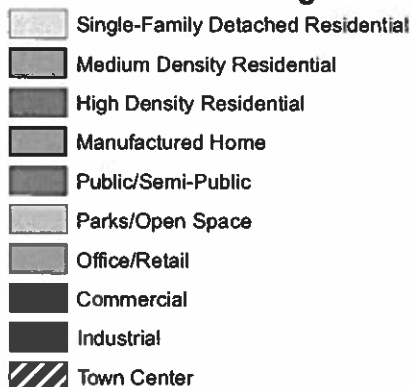 Single-Family Detached Residential
Medium Density Residential
High Density Residential
Manufactured Home
Public/Semi-Public
Parks/Open Space
Office/Retail
Commercial
Industrial
Town Center